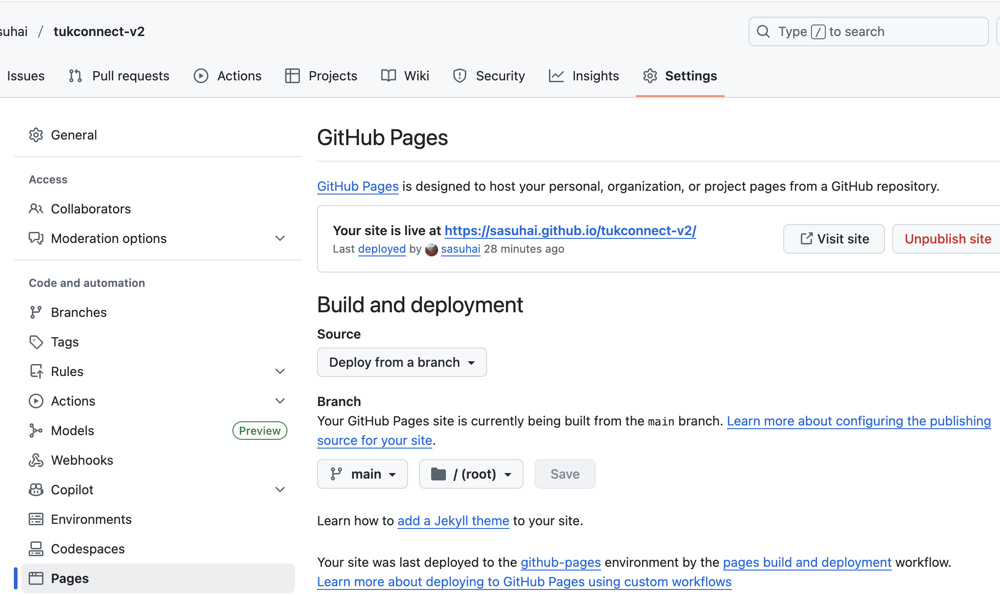 suhai / tukconnect-v2
Type / to search
Issues
Pull requests
Actions
Projects
Wiki
Security
Insights
Settings
General
Access
Collaborators
Moderation options
Code and automation
Branches
Tags
Rules
Actions
Models
Preview
Webhooks
Copilot
Environments
Codespaces
Pages
GitHub Pages
GitHub Pages is designed to host your personal, organization, or project pages from a GitHub repository.
Your site is live at https://sasuhai.github.io/tukconnect-v2/
Last deployed by sasuhai 28 minutes ago
Visit site
Unpublish site
Build and deployment
Source
Deploy from a branch
Branch
Your GitHub Pages site is currently being built from the main branch. Learn more about configuring the publishing
source for your site.
main
/ (root)
Save
Learn how to add a Jekyll theme to your site.
Your site was last deployed to the github-pages environment by the pages build and deployment workflow.
Learn more about deploying to GitHub Pages using custom workflows